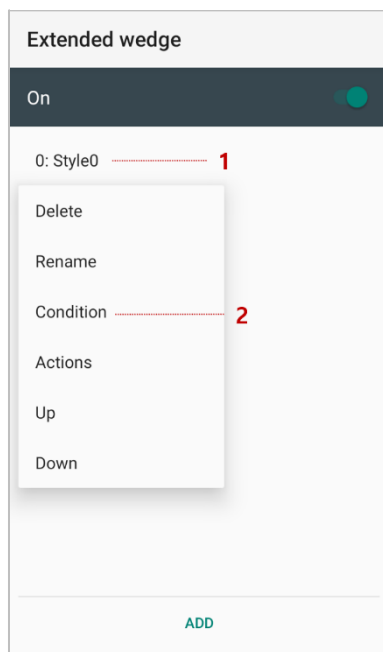 Extended wedge
On
0: Style0 1
Delete
Rename
Condition 2
Actions
Up
Down
ADD